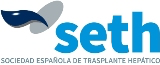 seth
SOCIEDAD ESPAÑOLA DE TRASPLANTE HEPÁTICO